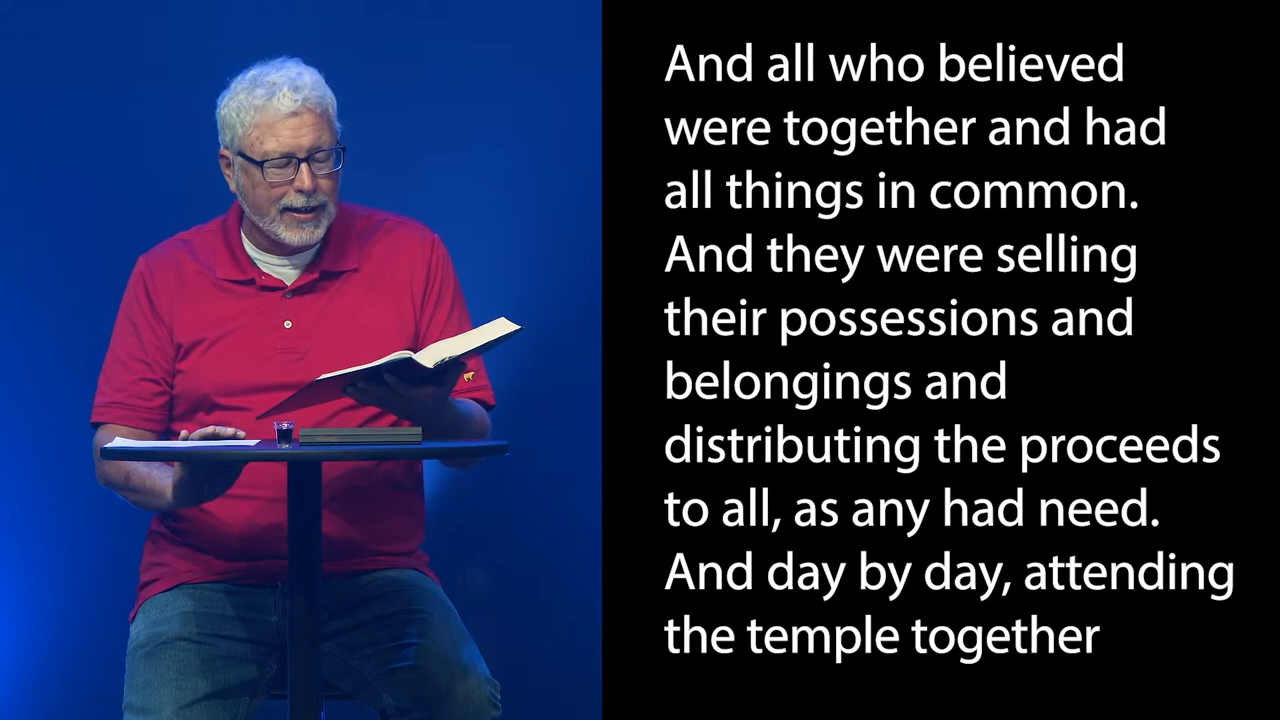 And all who believed
were together and had
all things in common.
And they were selling
their possessions and
belongings and
distributing the proceeds
to all, as any had need.
And day by day, attending
the temple together